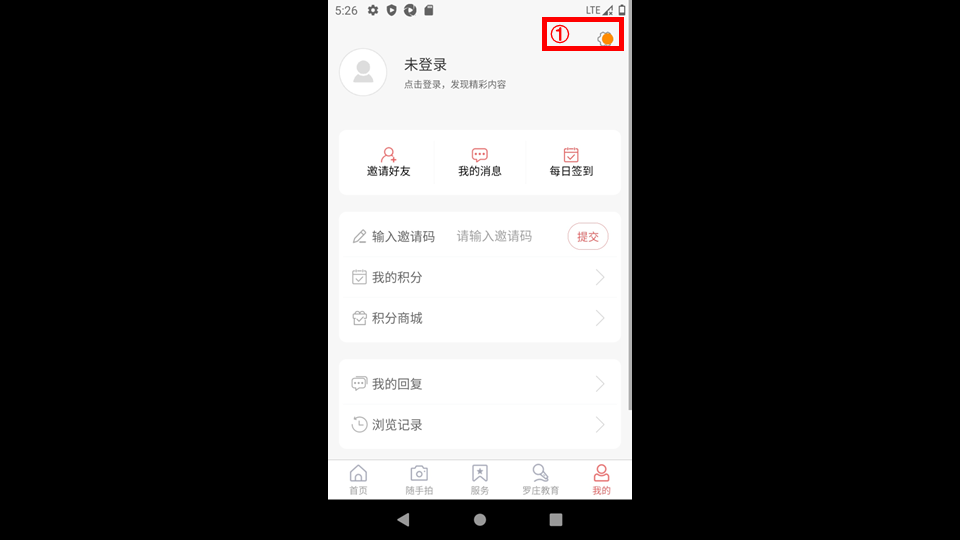 5:26 LTE
①
未登录
点击登录，发现精彩内容
邀请好友 我的消息 每日签到
输入邀请码 请输入邀请码 提交
我的积分
积分商城
我的回复
浏览记录
首页 随手拍 服务 罗庄教育 我的